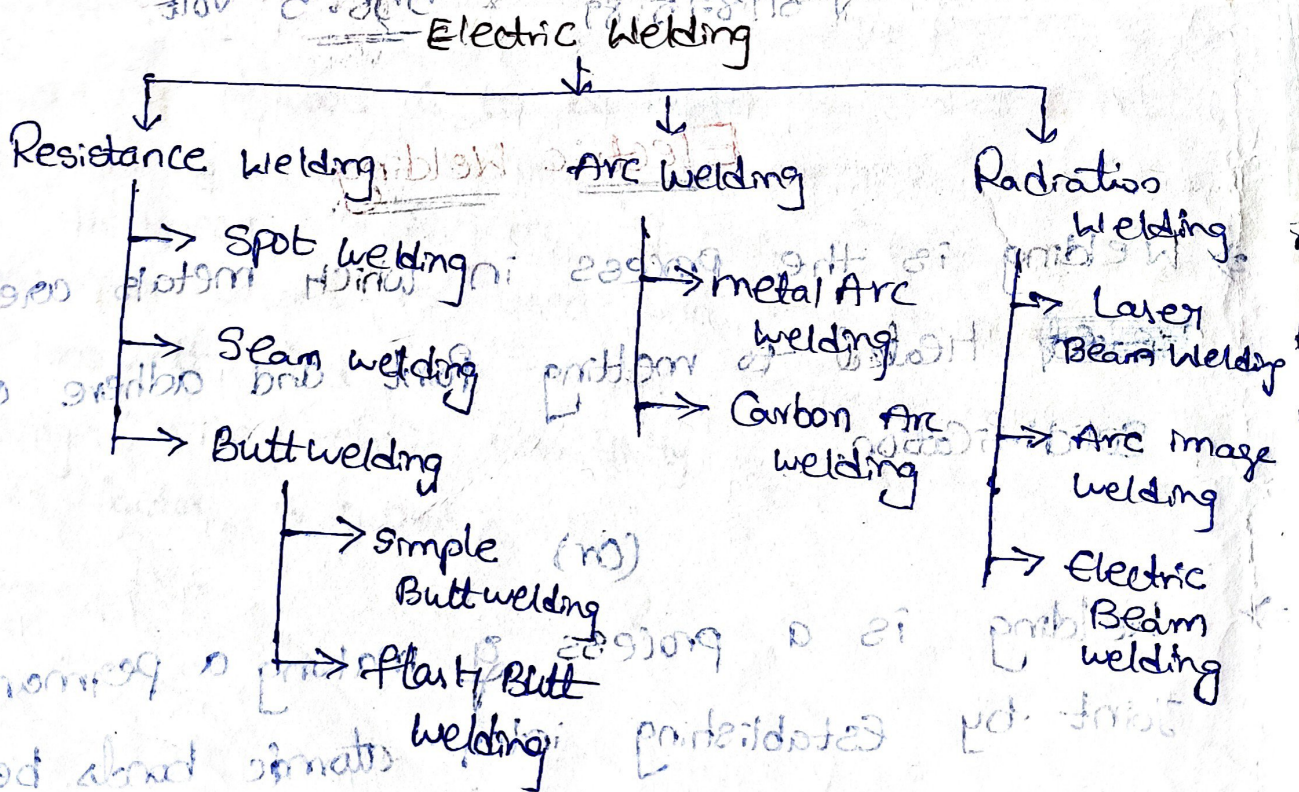 Electric Welding
Resistance Welding
Spot welding
Seam welding
Butt welding
Simple
Butt welding
flash Butt
welding
Arc Welding
metal Arc
welding
Carbon Arc
welding
Radiation
Welding
Laser
Beam Welding
Arc image
welding
Electric
Beam
welding